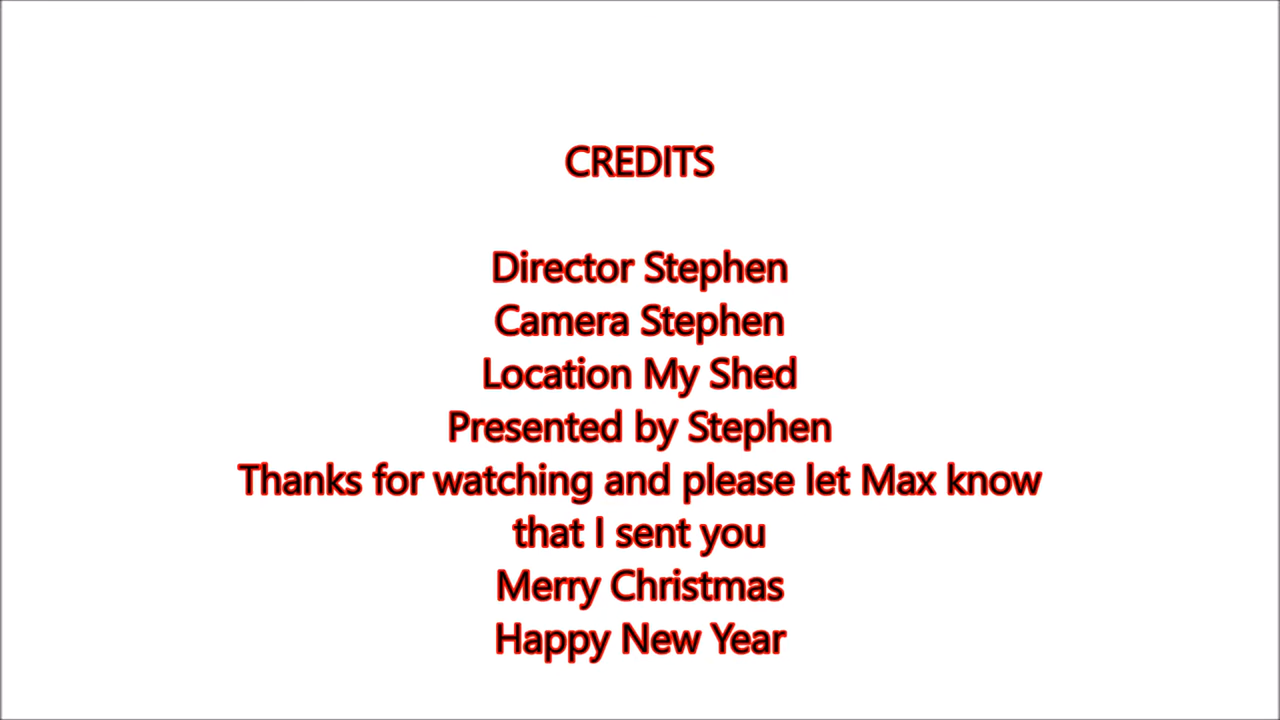 CREDITS
Director Stephen
Camera Stephen
Location My Shed
Presented by Stephen
Thanks for watching and please let Max know
that I sent you
Merry Christmas
Happy New Year